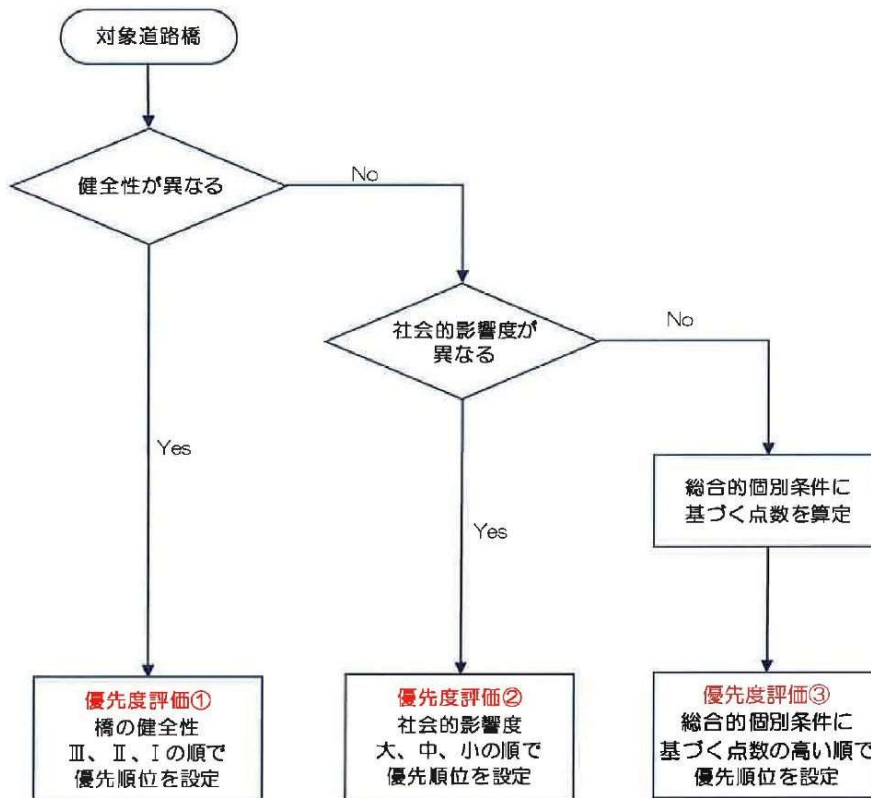 対象道路橋
健全性が異なる
No
社会的影響度が
異なる
No
Yes
総合的個別条件に
基づく点数を算定
Yes
優先度評価①
橋の健全性
Ⅲ、Ⅱ、Ⅰの順で
優先順位を設定
優先度評価②
社会的影響度
大、中、小の順で
優先順位を設定
優先度評価③
総合的個別条件に
基づく点数の高い順で
優先順位を設定